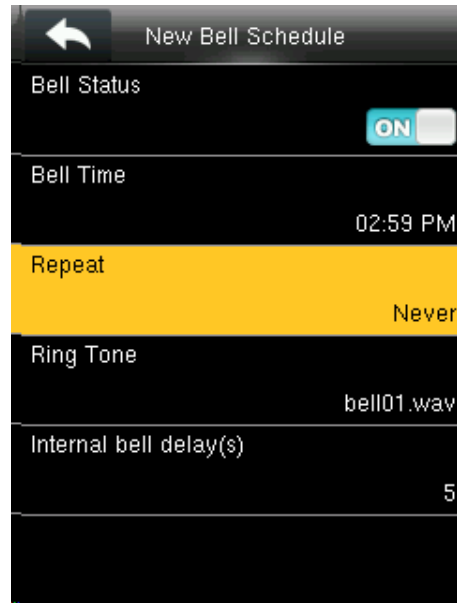 New Bell Schedule
Bell Status
ON
Bell Time
02:59 PM
Repeat
Never
Ring Tone
bell01.wav
Internal bell delay(s)
5